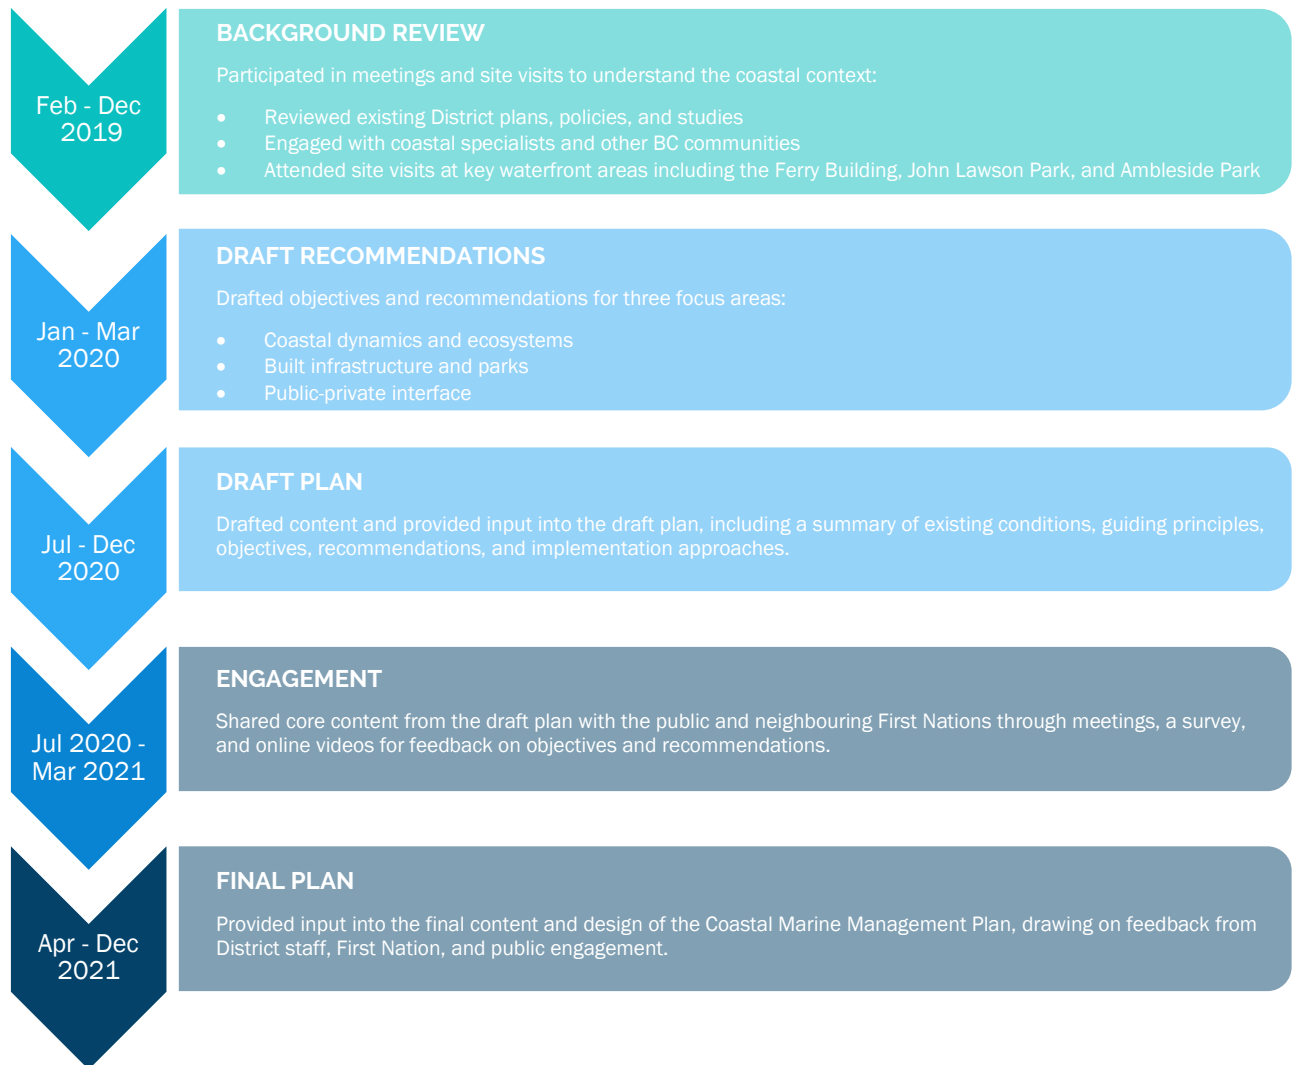 Feb - Dec
2019
BACKGROUND REVIEW
Participated in meetings and site visits to understand the coastal context:
• Reviewed existing District plans, policies, and studies
• Engaged with coastal specialists and other BC communities
• Attended site visits at key waterfront areas including the Ferry Building, John Lawson Park, and Ambleside Park
Jan - Mar
2020
DRAFT RECOMMENDATIONS
Drafted objectives and recommendations for three focus areas:
• Coastal dynamics and ecosystems
• Built infrastructure and parks
• Public-private interface
Jul - Dec
2020
DRAFT PLAN
Drafted content and provided input into the draft plan, including a summary of existing conditions, guiding principles,
objectives, recommendations, and implementation approaches.
Jul 2020 -
Mar 2021
ENGAGEMENT
Shared core content from the draft plan with the public and neighbouring First Nations through meetings, a survey,
and online videos for feedback on objectives and recommendations.
Apr - Dec
2021
FINAL PLAN
Provided input into the final content and design of the Coastal Marine Management Plan, drawing on feedback from
District staff, First Nation, and public engagement.